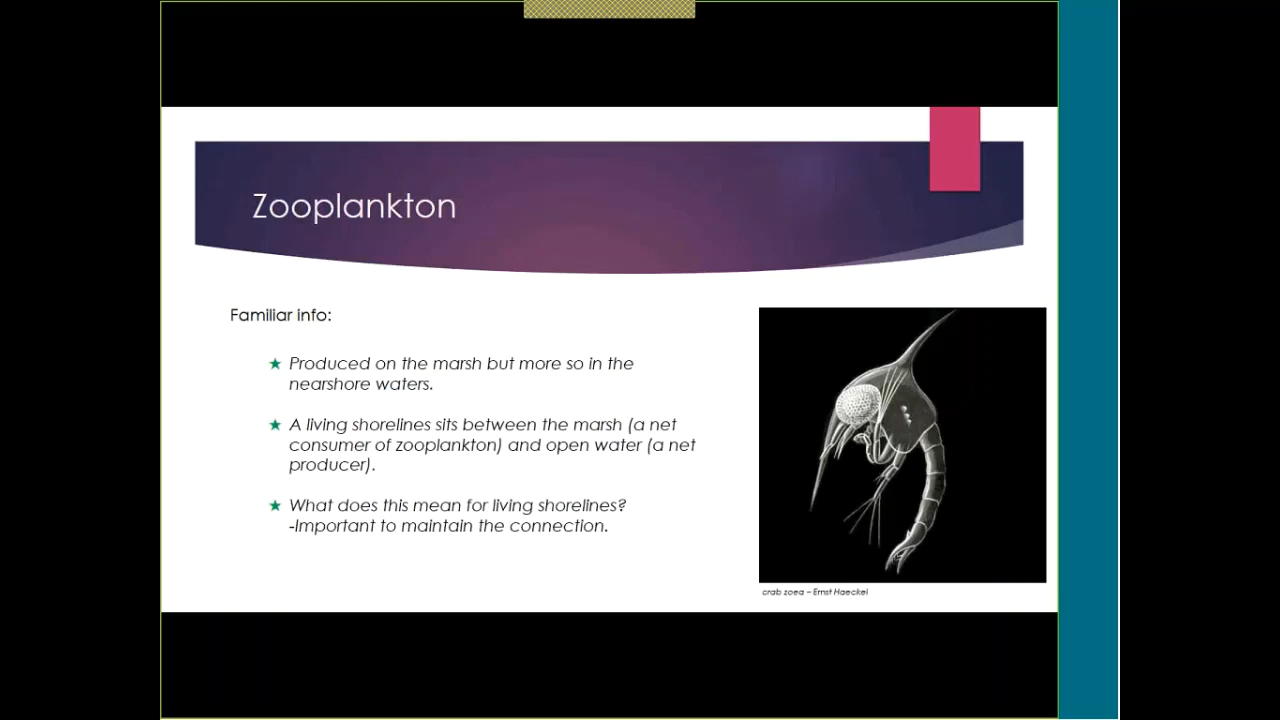 Zooplankton
Familiar info:
★ Produced on the marsh but more so in the
nearshore waters.
★ A living shorelines sits between the marsh (a net
consumer of zooplankton) and open water (a net
producer).
★ What does this mean for living shorelines?
-Important to maintain the connection.
crab zoea – Ernst Haeckel